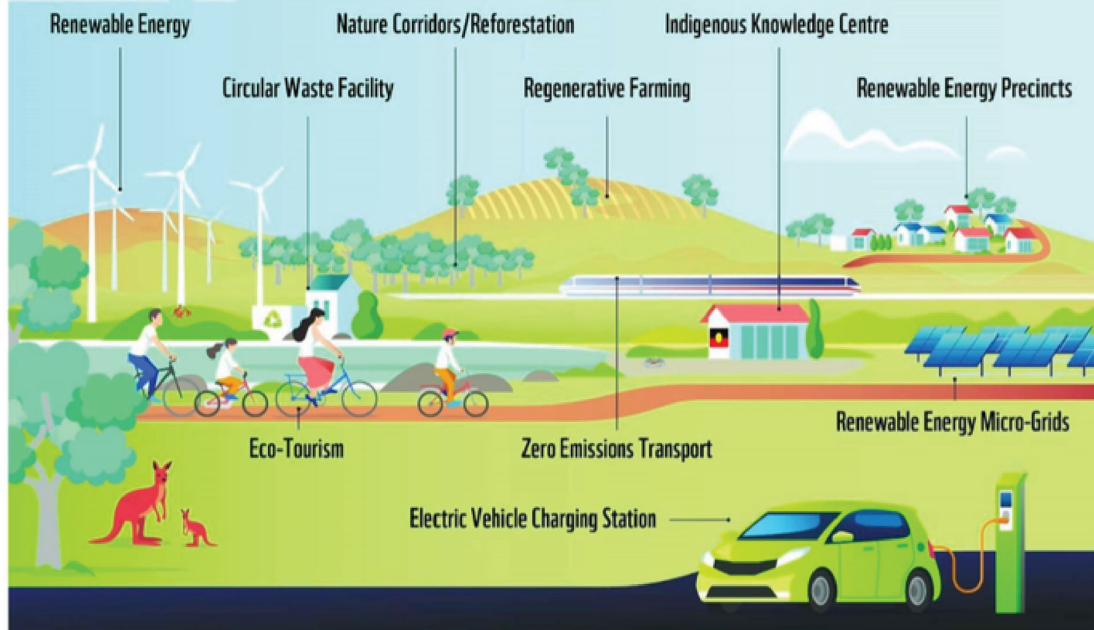 Renewable Energy
Nature Corridors/Reforestation
Indigenous Knowledge Centre
Circular Waste Facility
Regenerative Farming
Renewable Energy Precincts
Renewable Energy Micro-Grids
Eco-Tourism
Zero Emissions Transport
Electric Vehicle Charging Station